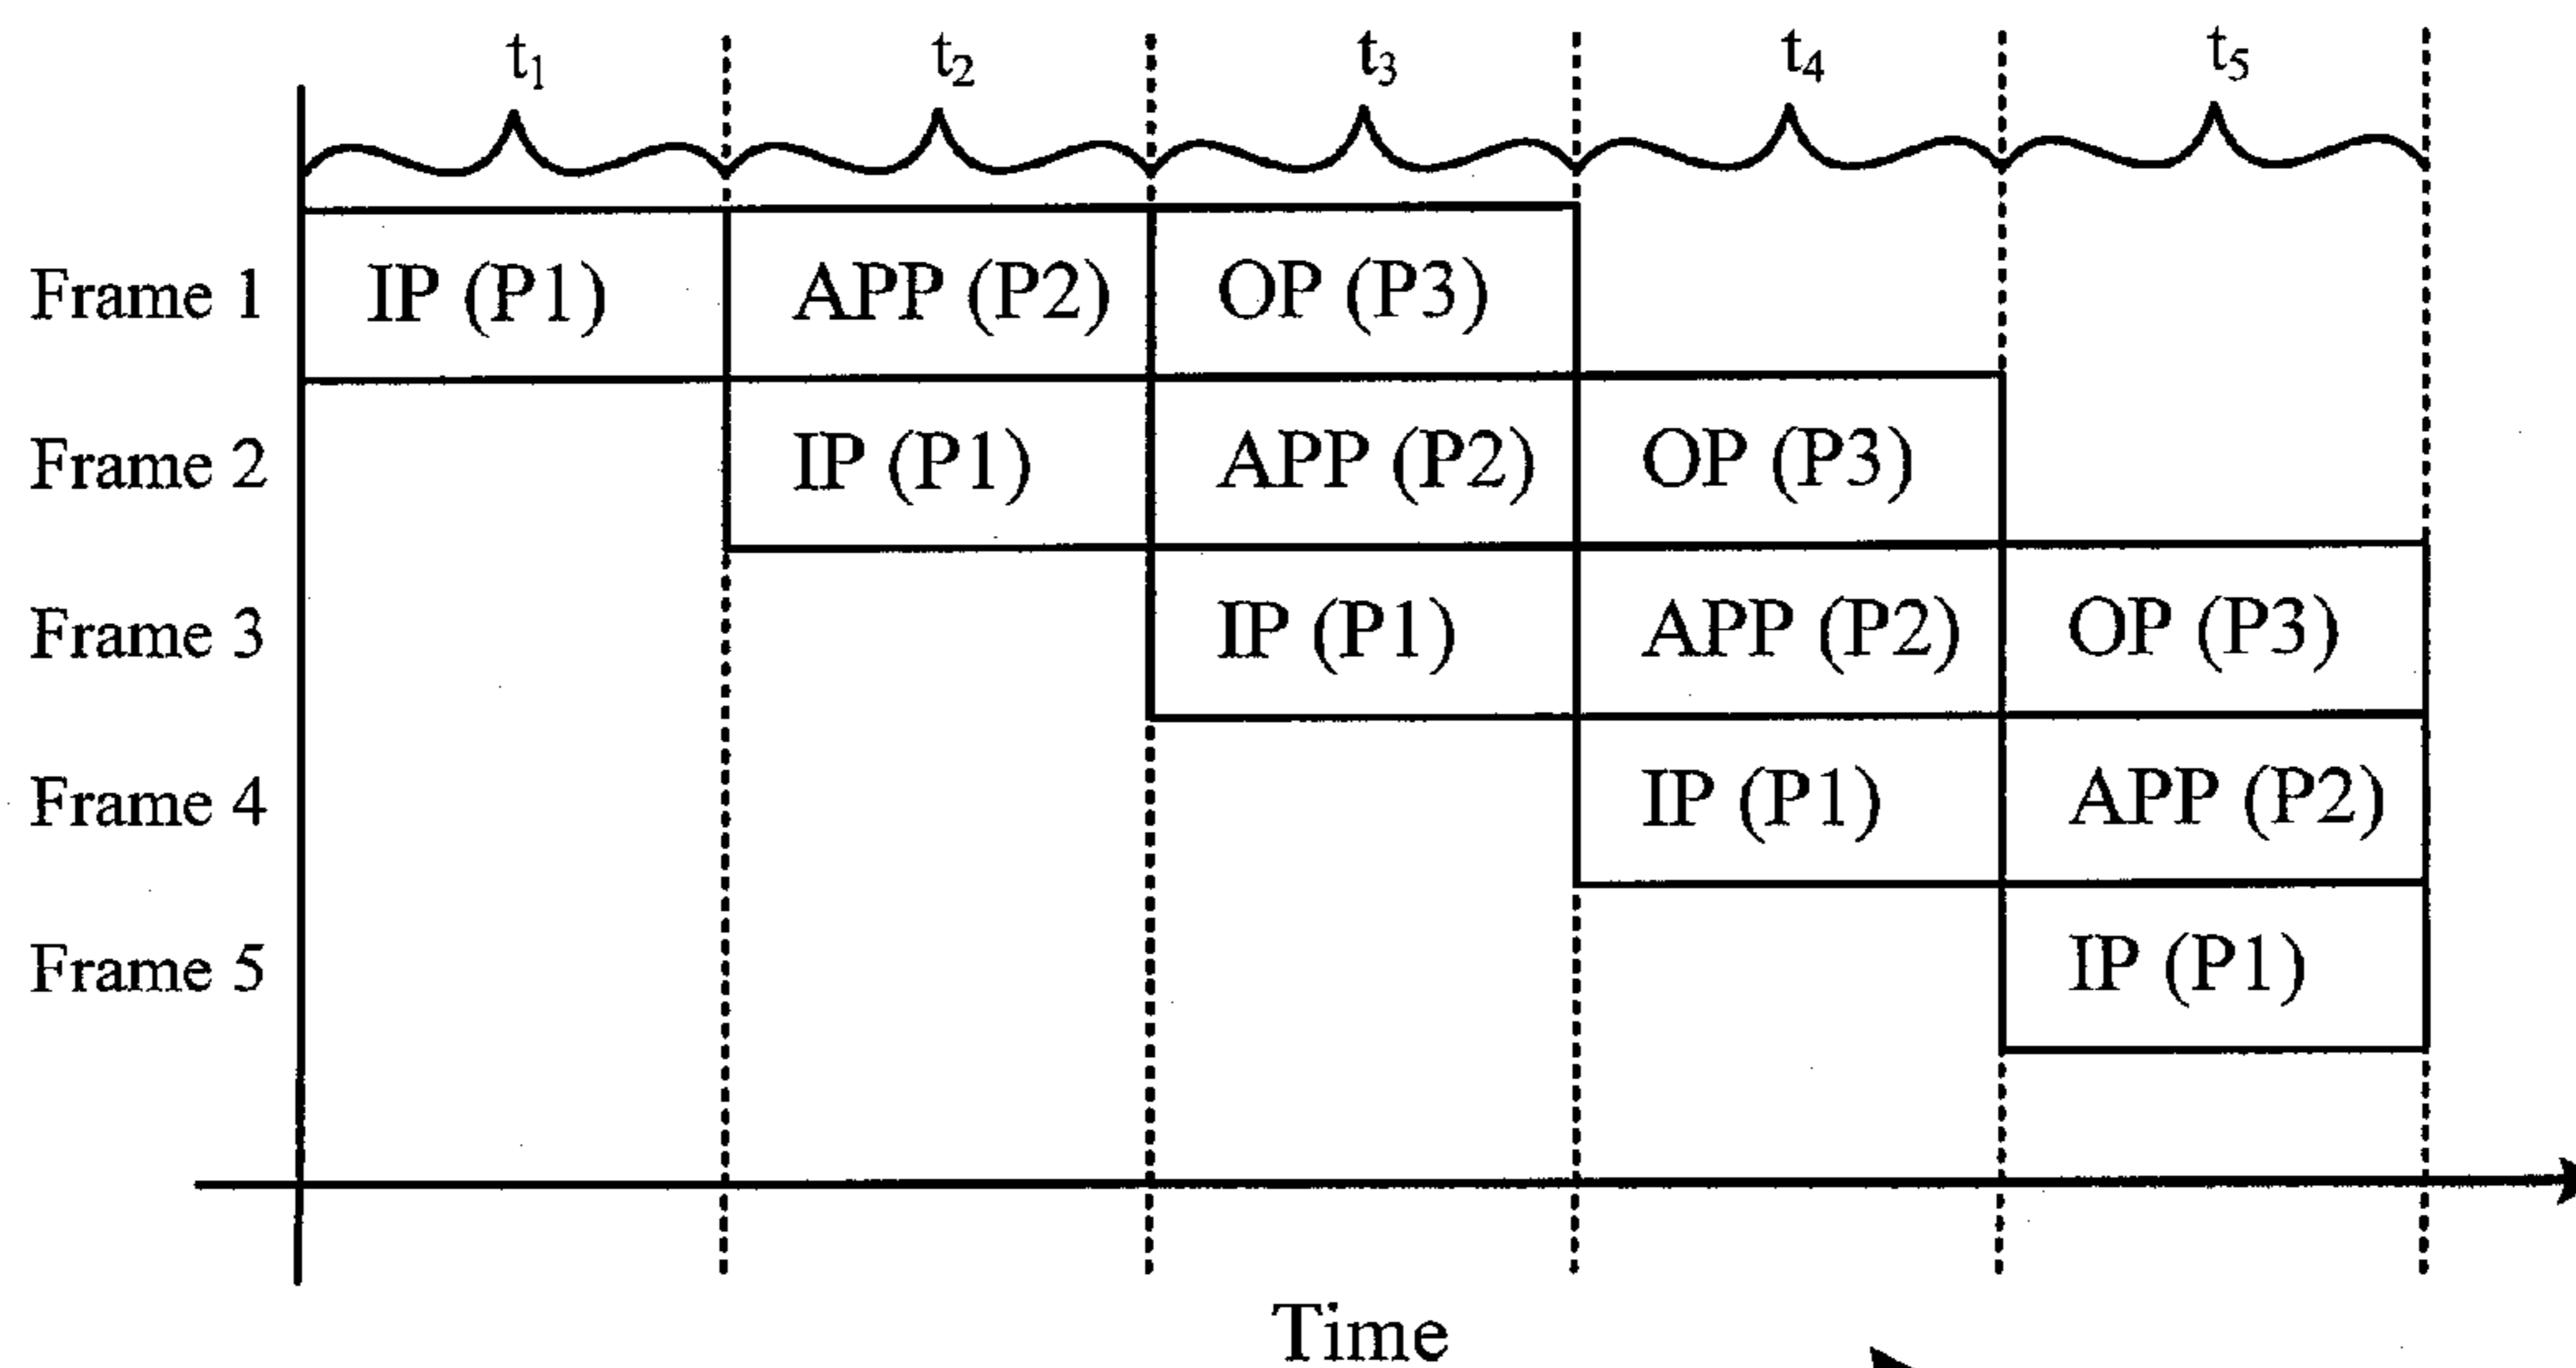 t₁ t₂ t₃ t₄ t₅
Frame 1 IP (P1) APP (P2) OP (P3)
Frame 2 IP (P1) APP (P2) OP (P3)
Frame 3 IP (P1) APP (P2) OP (P3)
Frame 4 IP (P1) APP (P2)
Frame 5 IP (P1)
Time